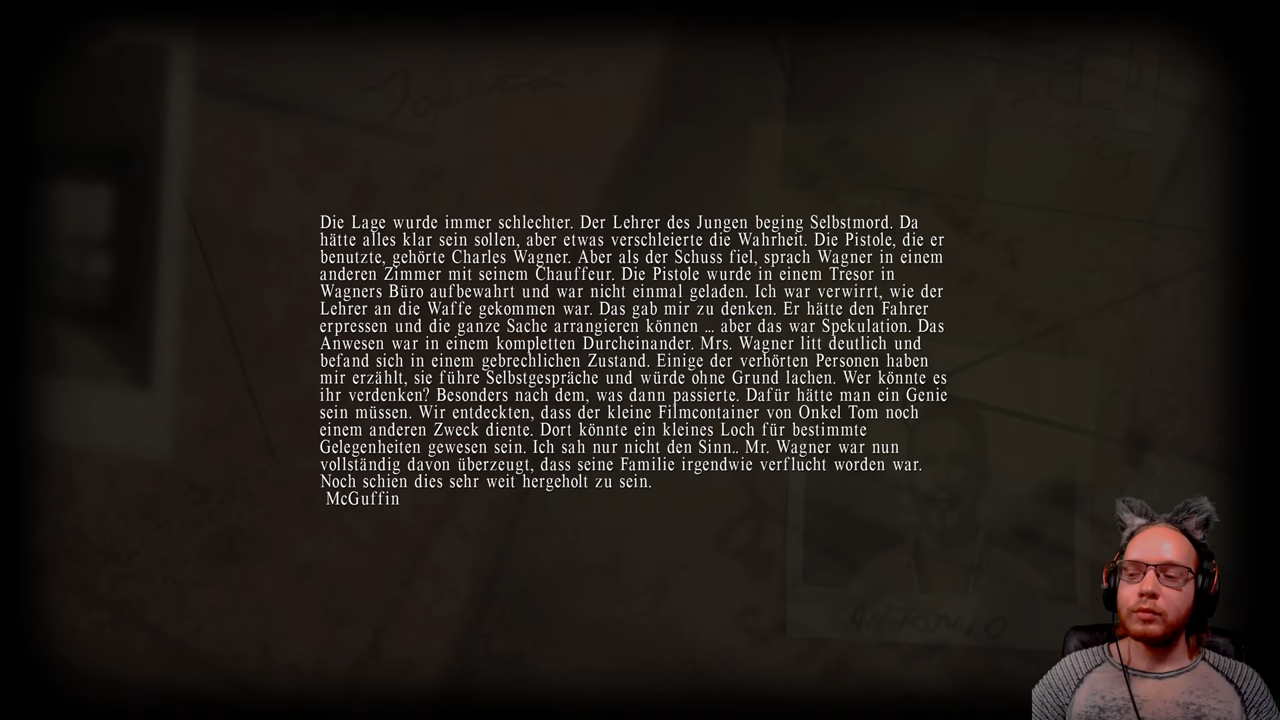 Die Lage wurde immer schlechter. Der Lehrer des Jungen beging Selbstmord. Da
hätte alles klar sein sollen, aber etwas verschleierte die Wahrheit. Die Pistole, die er
benutzte, gehörte Charles Wagner. Aber als der Schuss fiel, sprach Wagner in einem
anderen Zimmer mit seinem Chauffeur. Die Pistole wurde in einem Tresor in
Wagners Büro aufbewahrt und war nicht einmal geladen. Ich war verwirrt, wie der
Lehrer an die Waffe gekommen war. Das gab mir zu denken. Er hätte den Fahrer
erpressen und die ganze Sache arrangieren können ... aber das war Spekulation. Das
Anwesen war in einem kompletten Durcheinander. Mrs. Wagner litt deutlich und
befand sich in einem gebrechlichen Zustand. Einige der verhörten Personen haben
mir erzählt, sie führe Selbstgespräche und würde ohne Grund lachen. Wer könnte es
ihr verdenken? Besonders nach dem, was dann passierte. Dafür hätte man ein Genie
sein müssen. Wir entdeckten, dass der kleine Filmcontainer von Onkel Tom noch
einem anderen Zweck diente. Dort könnte ein kleines Loch für bestimmte
Gelegenheiten gewesen sein. Ich sah nur nicht den Sinn.. Mr. Wagner war nun
vollständig davon überzeugt, dass seine Familie irgendwie verflucht worden war.
Noch schien dies sehr weit hergeholt zu sein.
McGuffin
ANTONIO